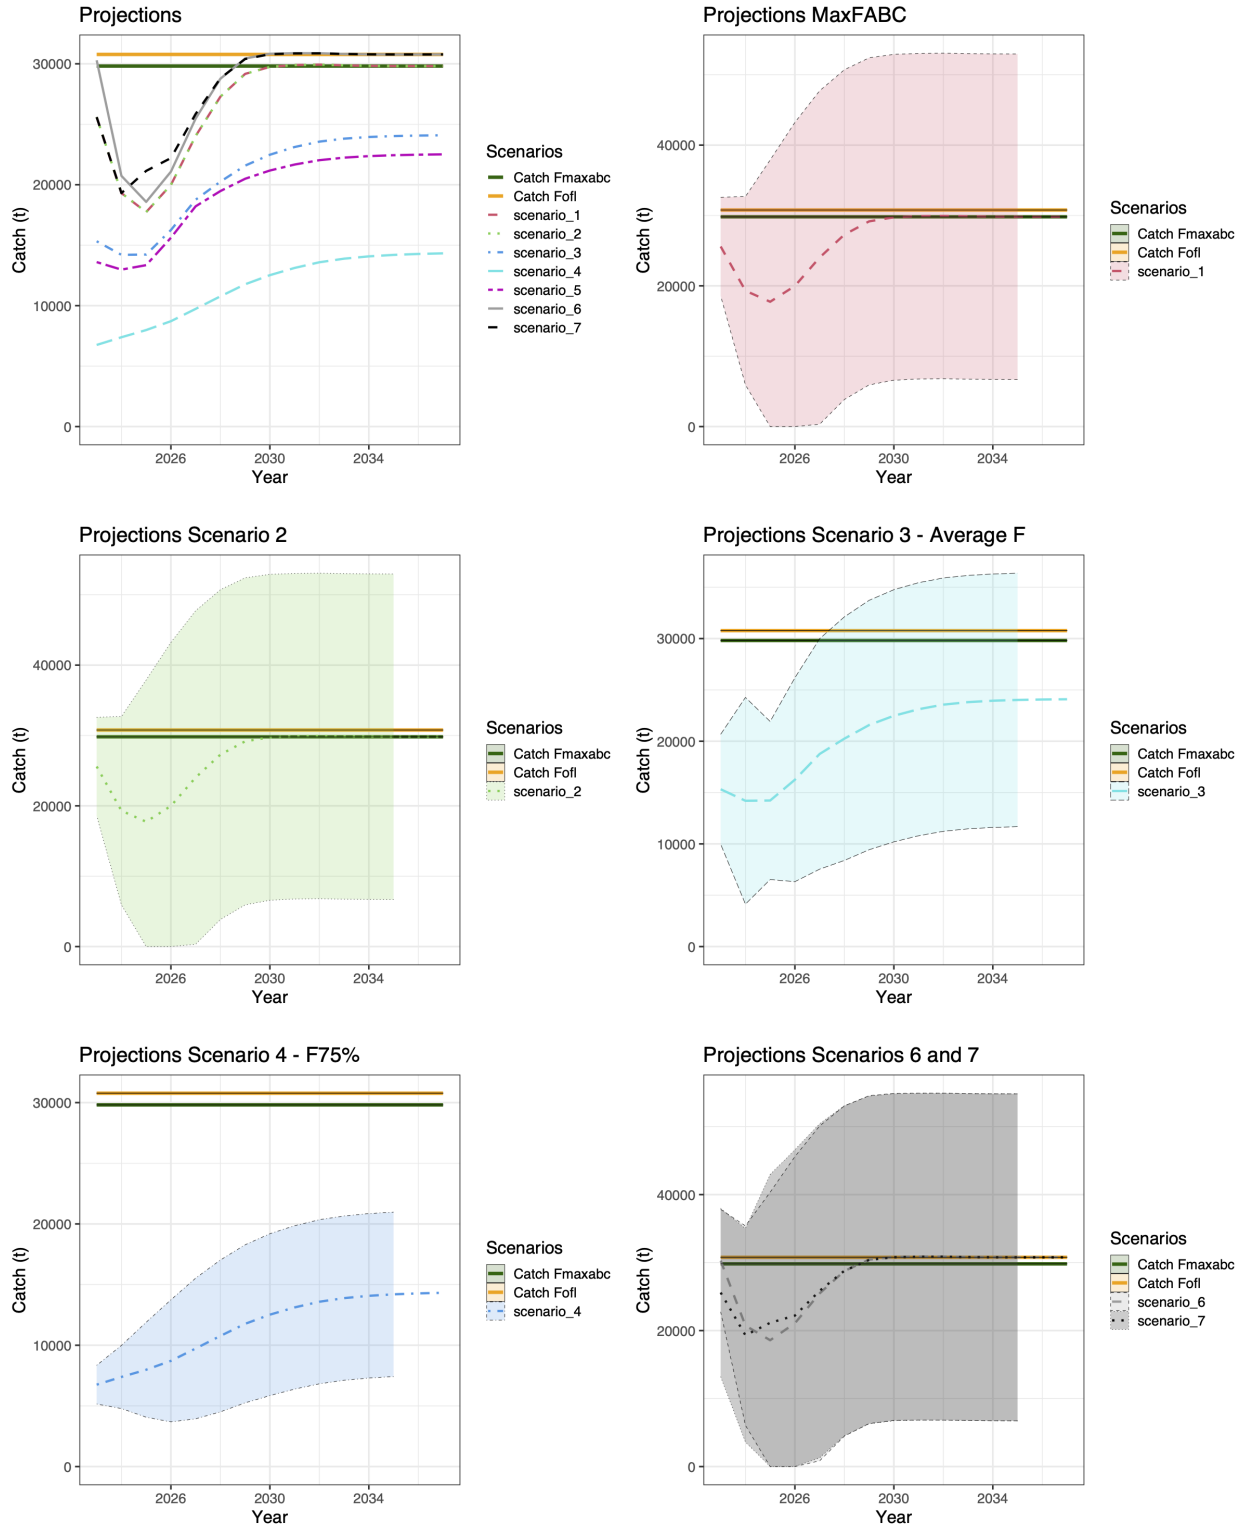 Projections
Catch (t)
30000
20000
10000
0
2026
2030
2034
Year
Scenarios
Catch Fmaxabc
Catch Fofl
scenario_1
scenario_2
scenario_3
scenario_4
scenario_5
scenario_6
scenario_7
Projections MaxFABC
Catch (t)
40000
20000
0
2026
2030
2034
Year
Scenarios
Catch Fmaxabc
Catch Fofl
scenario_1
Projections Scenario 2
Catch (t)
40000
20000
0
2026
2030
2034
Year
Scenarios
Catch Fmaxabc
Catch Fofl
scenario_2
Projections Scenario 3 - Average F
Catch (t)
30000
20000
10000
0
2026
2030
2034
Year
Scenarios
Catch Fmaxabc
Catch Fofl
scenario_3
Projections Scenario 4 - F75%
Catch (t)
30000
20000
10000
0
2026
2030
2034
Year
Scenarios
Catch Fmaxabc
Catch Fofl
scenario_4
Projections Scenarios 6 and 7
Catch (t)
40000
20000
0
2026
2030
2034
Year
Scenarios
Catch Fmaxabc
Catch Fofl
scenario_6
scenario_7